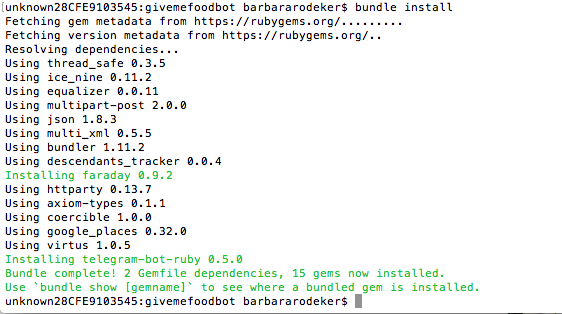 [unknown28CFE9103545:givemefoodbot barbararodeker$ bundle install
Fetching gem metadata from https://rubygems.org/.........
Fetching version metadata from https://rubygems.org/..
Resolving dependencies...
Using thread_safe 0.3.5
Using ice_nine 0.11.2
Using equalizer 0.0.11
Using multipart-post 2.0.0
Using json 1.8.3
Using multi_xml 0.5.5
Using bundler 1.11.2
Using descendants_tracker 0.0.4
Installing faraday 0.9.2
Using httparty 0.13.7
Using axiom-types 0.1.1
Using coercible 1.0.0
Using google_places 0.32.0
Using virtus 1.0.5
Installing telegram-bot-ruby 0.5.0
Bundle complete! 2 Gemfile dependencies, 15 gems now installed.
Use `bundle show [gemname]` to see where a bundled gem is installed.
unknown28CFE9103545:givemefoodbot barbararodeker$